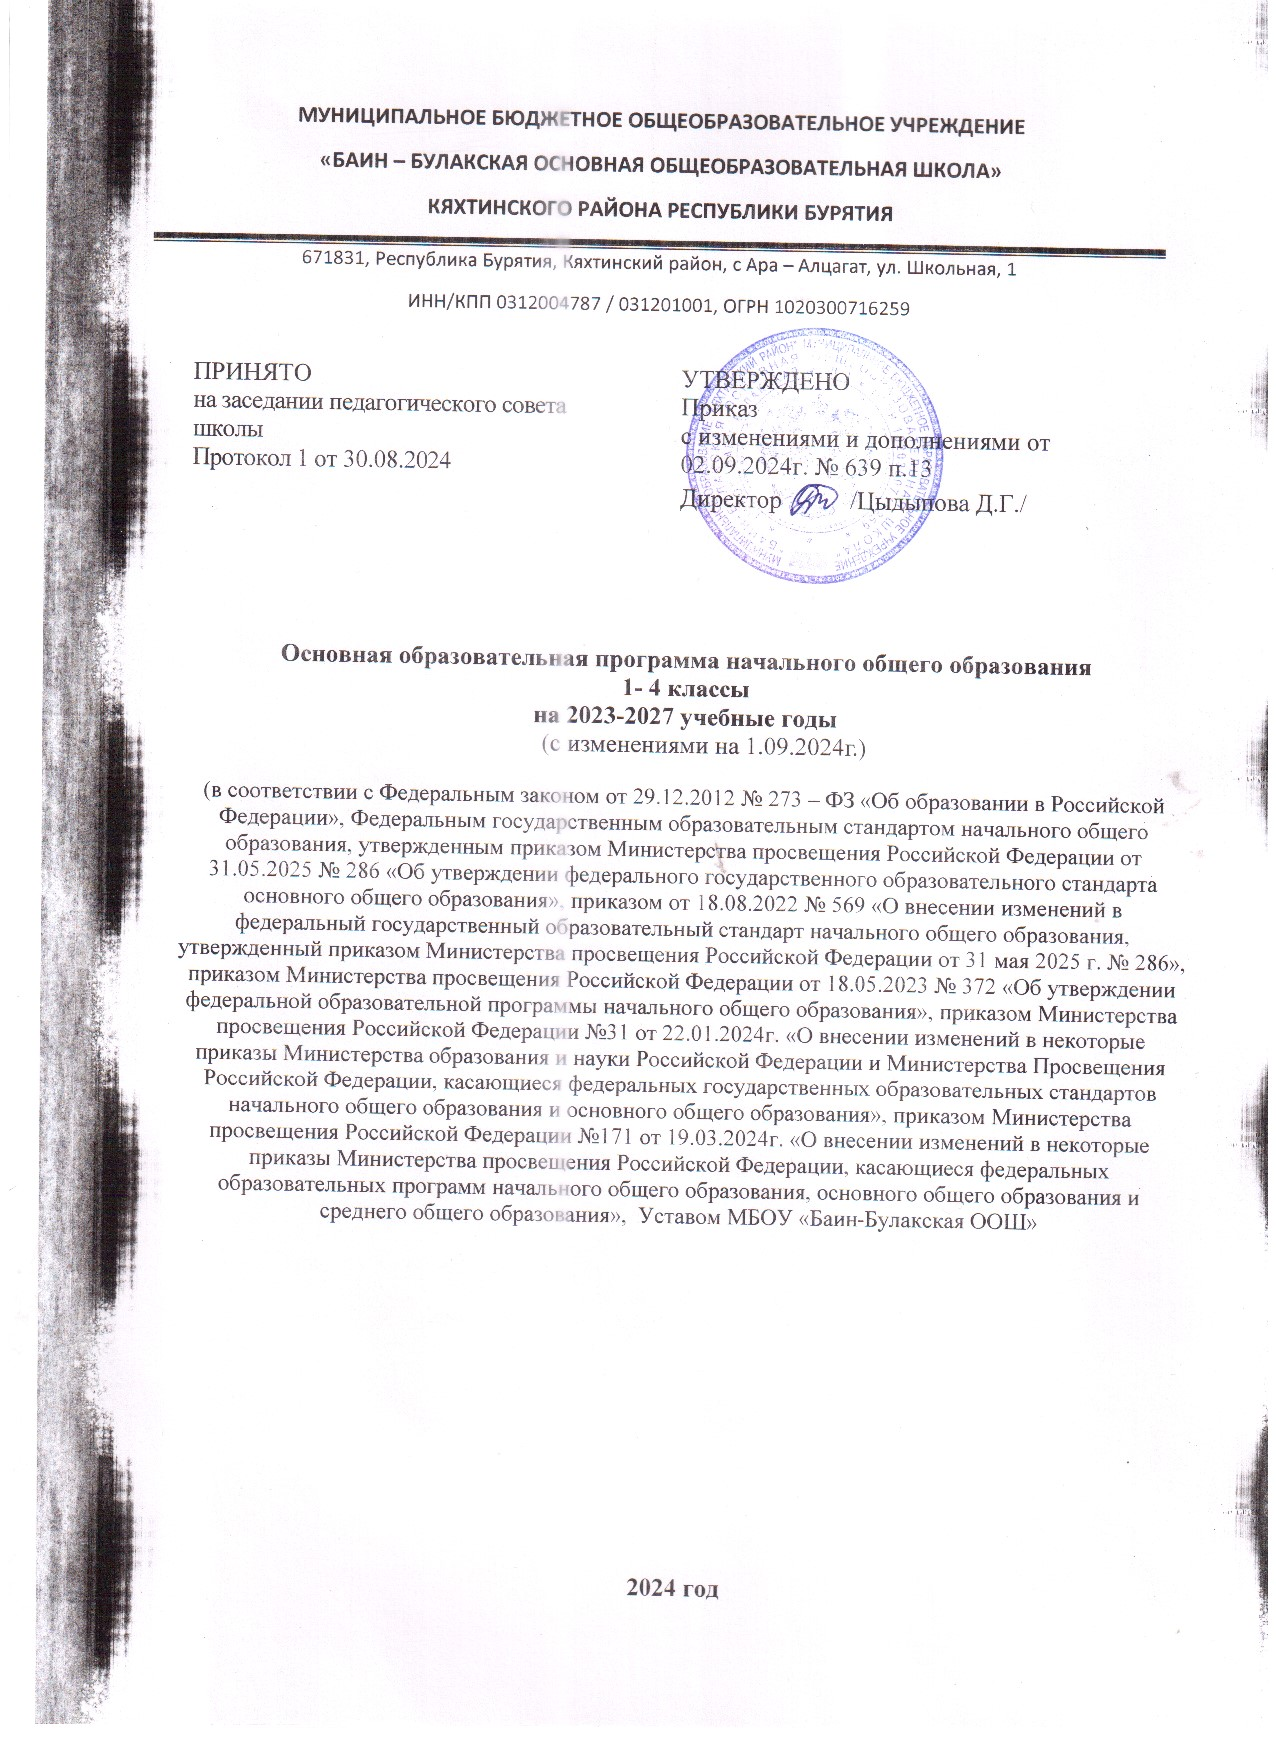 МУНИЦИПАЛЬНОЕ БЮДЖЕТНОЕ ОБЩЕОБРАЗОВАТЕЛЬНОЕ УЧРЕЖДЕНИЕ
«БАИН – БУЛАКСКАЯ ОСНОВНАЯ ОБЩЕОБРАЗОВАТЕЛЬНАЯ ШКОЛА»
КЯХТИНСКОГО РАЙОНА РЕСПУБЛИКИ БУРЯТИЯ
671831, Республика Бурятия, Кяхтинский район, с Ара – Алцагат, ул. Школьная, 1
ИНН/КПП 0312004787 / 031201001, ОГРН 1020300716259
ПРИНЯТО
на заседании педагогического совета
школы
Протокол 1 от 30.08.2024
УТВЕРЖДЕНО
Приказ
с изменениями и дополнениями от
02.09.2024г. № 639 п.13
Директор /Цыдыпова Д.Г./
Основная образовательная программа начального общего образования
1- 4 классы
на 2023-2027 учебные годы
(с изменениями на 1.09.2024г.)
(в соответствии с Федеральным законом от 29.12.2012 № 273 – ФЗ «Об образовании в Российской
Федерации», Федеральным государственным образовательным стандартом начального общего
образования, утвержденным приказом Министерства просвещения Российской Федерации от
31.05.2025 № 286 «Об утверждении федерального государственного образовательного стандарта
основного общего образования», приказом от 18.08.2022 № 569 «О внесении изменений в
федеральный государственный образовательный стандарт начального общего образования,
утвержденный приказом Министерства просвещения Российской Федерации от 31 мая 2025 г. № 286»,
приказом Министерства просвещения Российской Федерации от 18.05.2023 № 372 «Об утверждении
федеральной образовательной программы начального общего образования», приказом Министерства
просвещения Российской Федерации №31 от 22.01.2024г. «О внесении изменений в некоторые
приказы Министерства образования и науки Российской Федерации и Министерства Просвещения
Российской Федерации, касающиеся федеральных государственных образовательных стандартов
начального общего образования и основного общего образования», приказом Министерства
просвещения Российской Федерации №171 от 19.03.2024г. «О внесении изменений в некоторые
приказы Министерства просвещения Российской Федерации, касающиеся федеральных
образовательных программ начального общего образования, основного общего образования и
среднего общего образования», Уставом МБОУ «Баин-Булакская ООШ»
2024 год